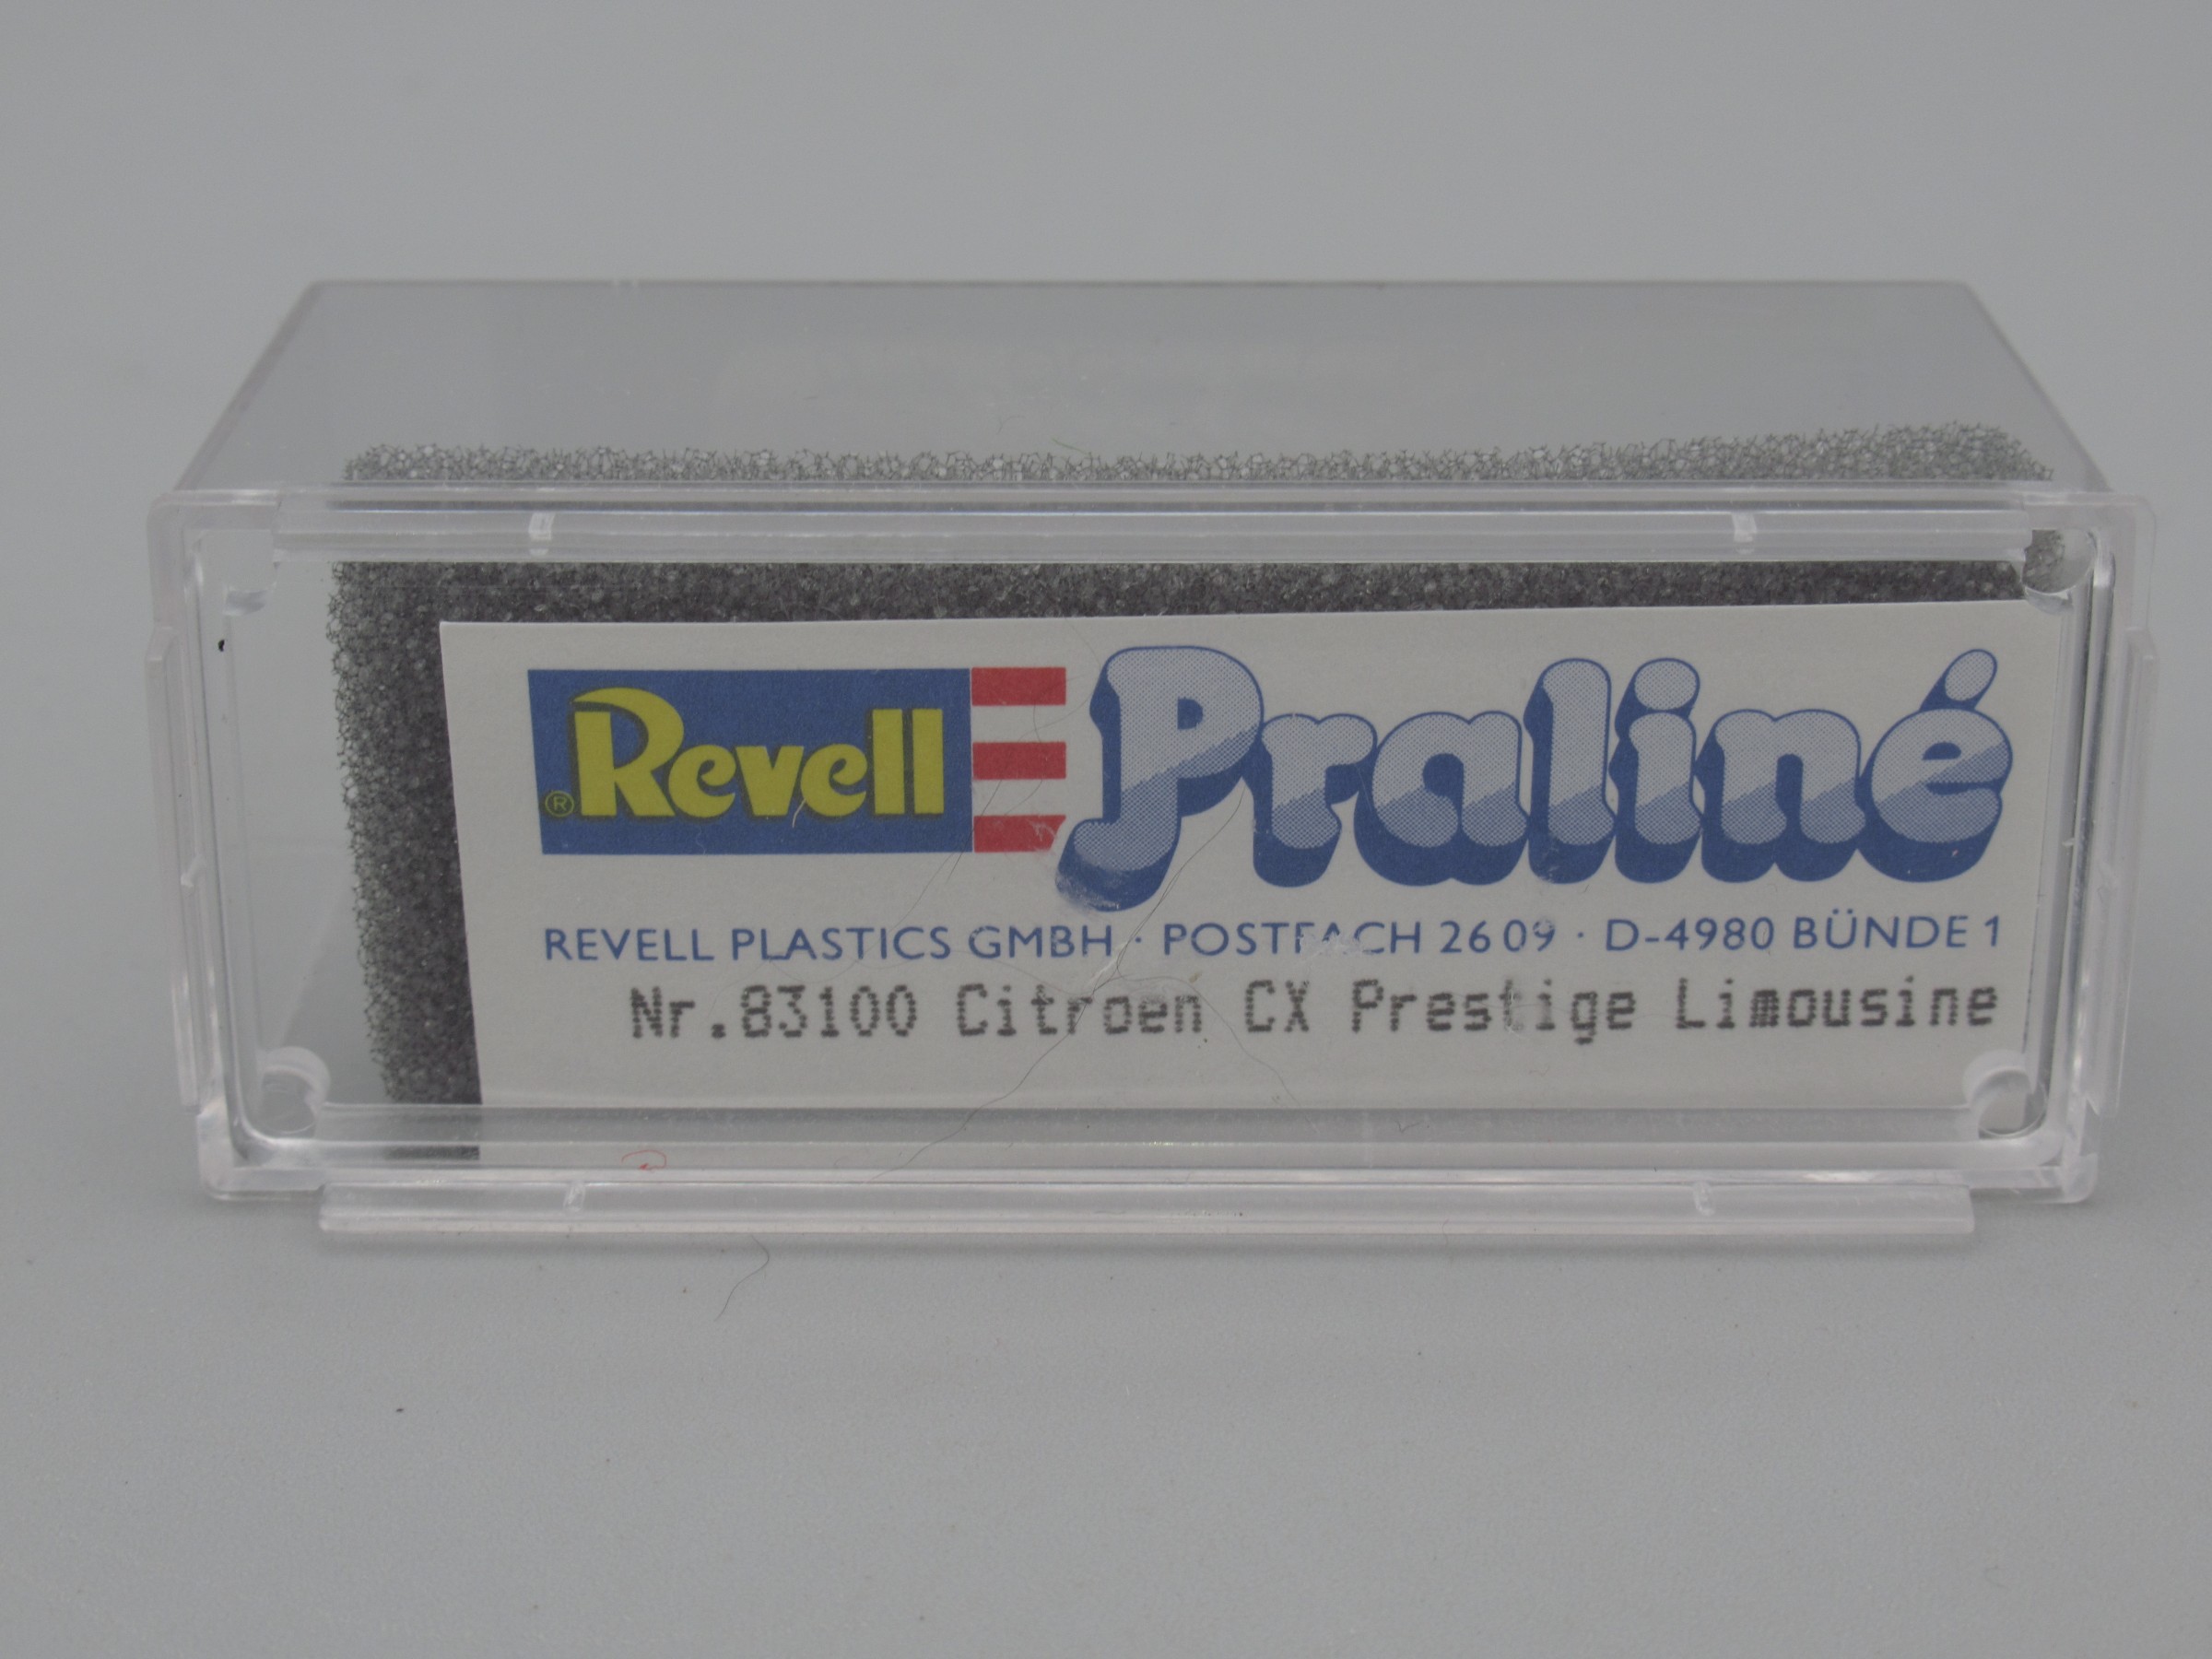 ® Revell Praliné
REVELL PLASTICS GMBH · POSTFACH 26 09 · D-4980 BÜNDE 1
Nr.83100 Citroen CX Prestige Limousine